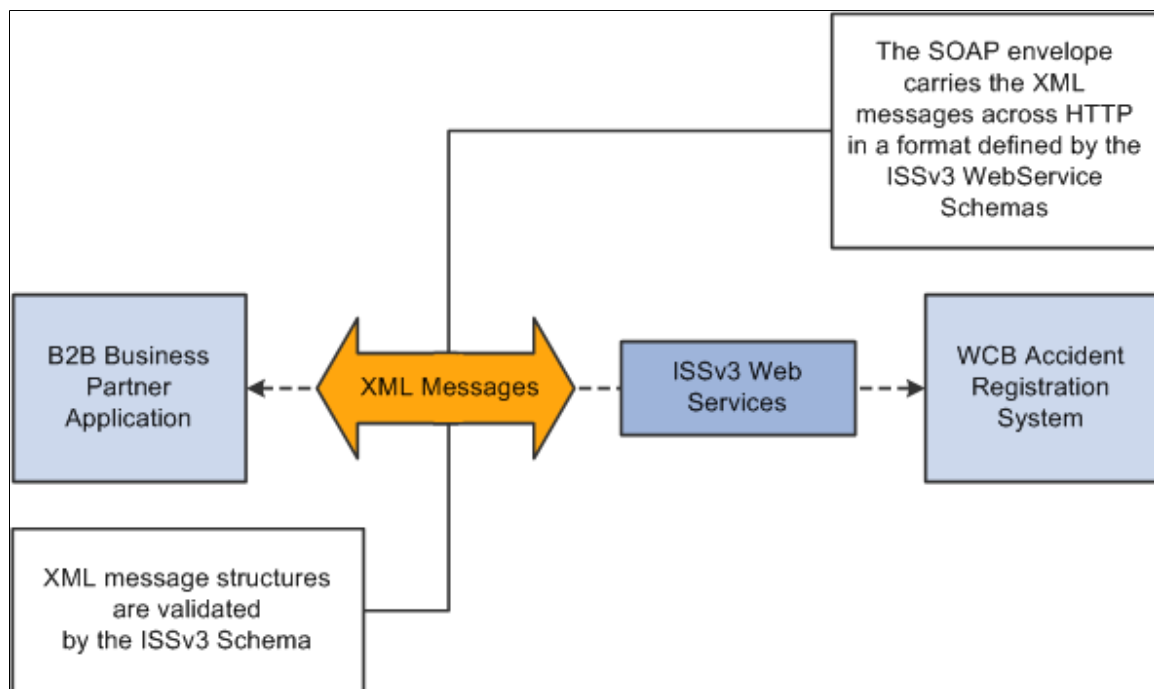 The SOAP envelope
carries the XML
messages across HTTP
in a format defined by the
ISSv3 WebService
Schemas
B2B Business
Partner
Application
XML Messages
ISSv3 Web
Services
WCB Accident
Registration
System
XML message structures
are validated
by the ISSv3 Schema